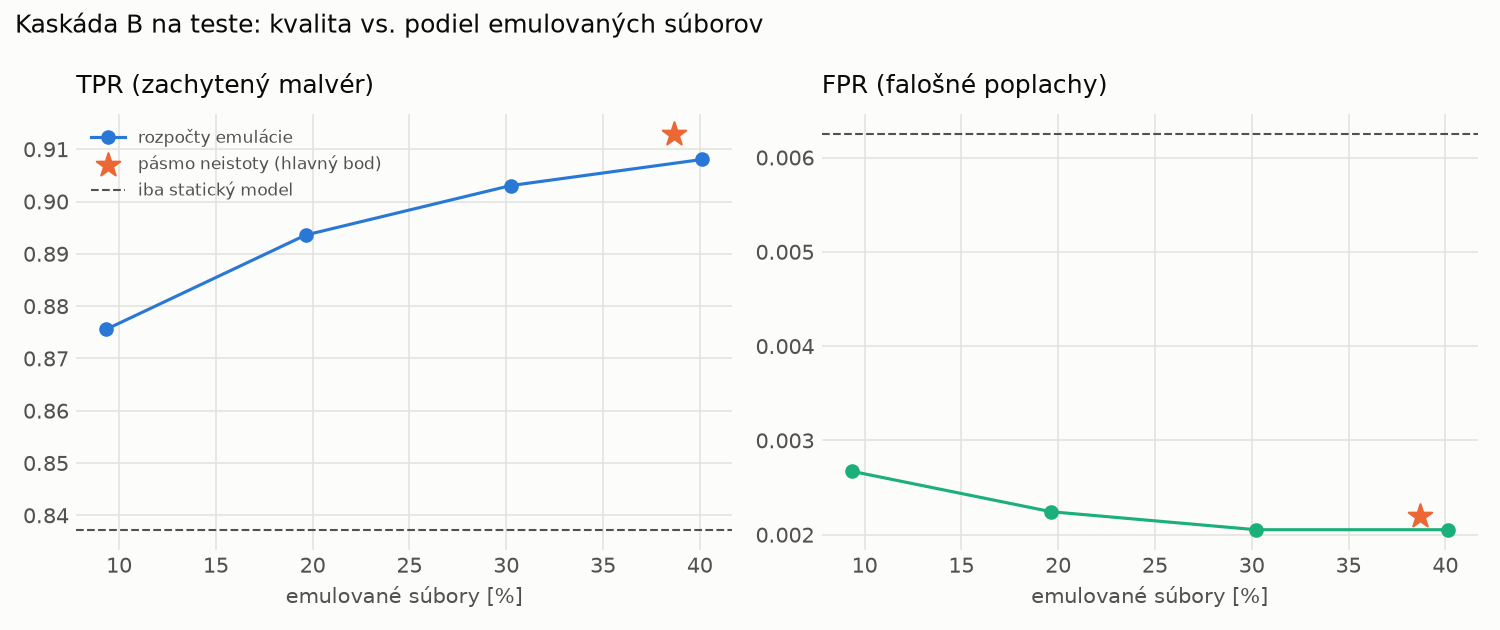 Kaskáda B na teste: kvalita vs. podiel emulovaných súborov
TPR (zachytený malvér)
rozpočty emulácie
pásmo neistoty (hlavný bod)
iba statický model
0.91
0.90
0.89
0.88
0.87
0.86
0.85
0.84
10 15 20 25 30 35 40
emulované súbory [%]
FPR (falošné poplachy)
0.006
0.005
0.004
0.003
0.002
10 15 20 25 30 35 40
emulované súbory [%]